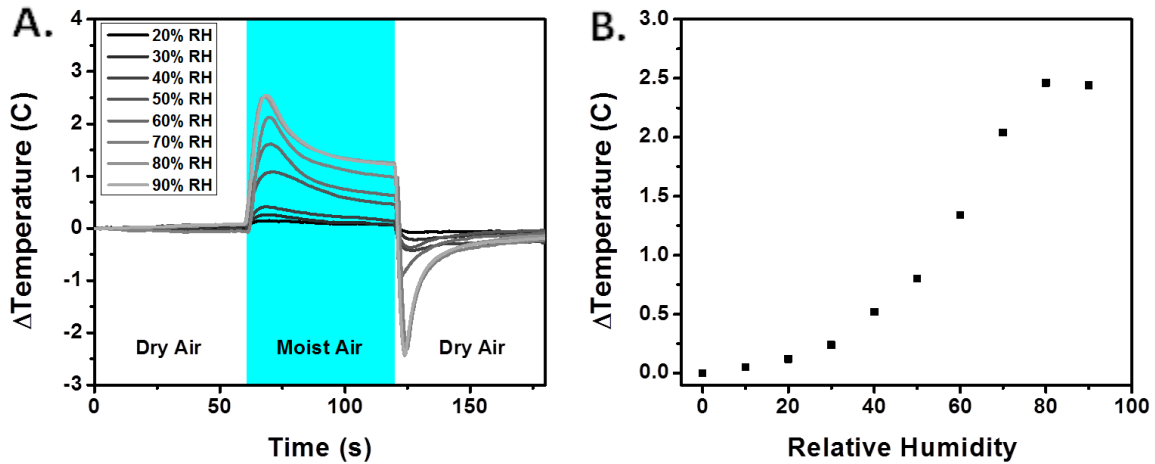 A.
4
3
2
1
0
-1
-2
-3
ΔTemperature (C)
20% RH
30% RH
40% RH
50% RH
60% RH
70% RH
80% RH
90% RH
Dry Air
Moist Air
Dry Air
0
50
100
150
Time (s)
B.
3.0
2.5
2.0
1.5
1.0
0.5
0.0
ΔTemperature (C)
0
20
40
60
80
100
Relative Humidity